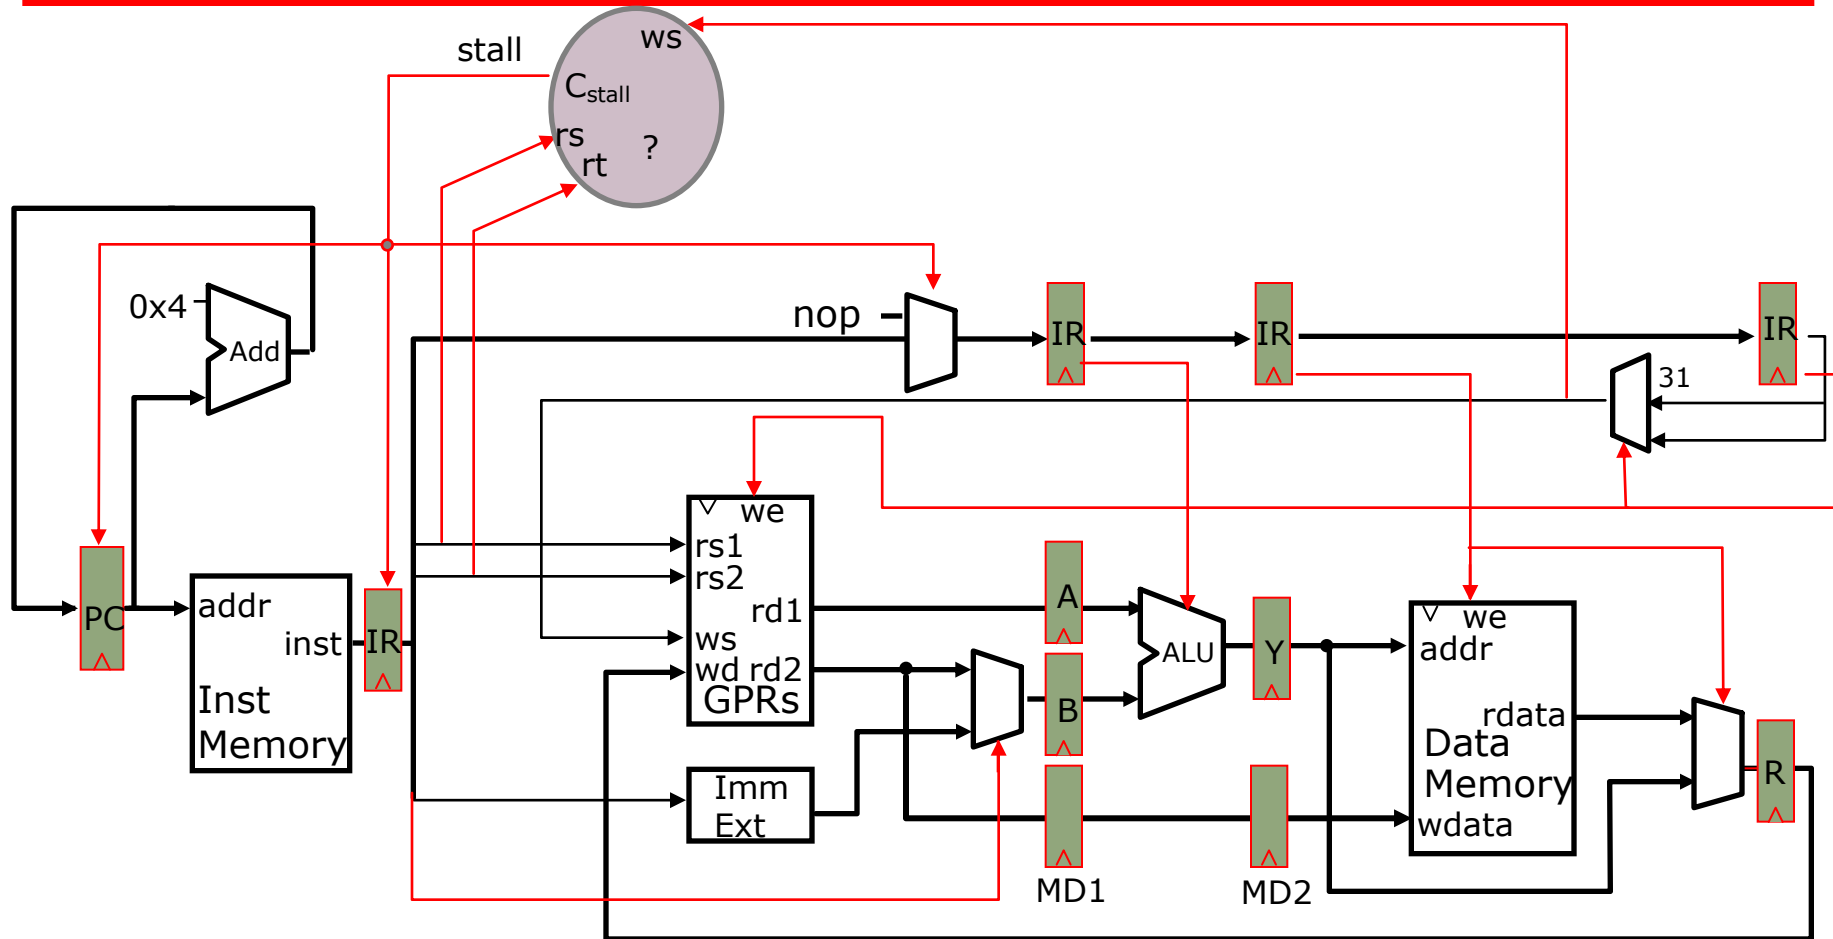 ws
stall
Cstall
rs
?
rt
0x4
Add
nop
IR
IR
IR
31
we
rs1
rs2
rd1
ws
wd rd2
GPRs
A
B
ALU
Y
PC
addr
inst
Inst
Memory
IR
we
addr
rdata
Data
Memory
wdata
R
Imm
Ext
MD1
MD2